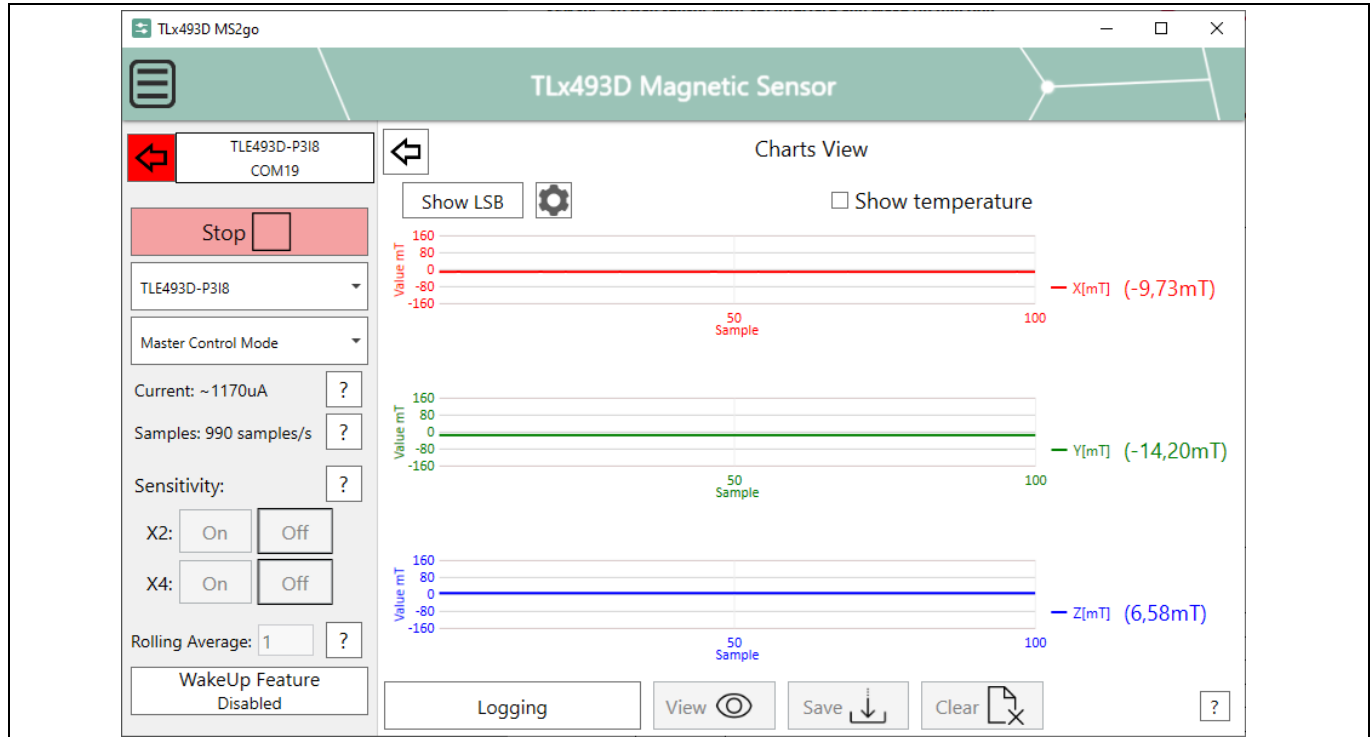 TLx493D MS2go
TLx493D Magnetic Sensor
TLE493D-P3I8
COM19
Stop
TLE493D-P3I8
Master Control Mode
Current: ~1170uA
?
Samples: 990 samples/s
?
Sensitivity:
?
X2:
On
Off
X4:
On
Off
Rolling Average:
1
?
WakeUp Feature
Disabled
Charts View
Show LSB
Show temperature
Value mT
160
80
0
-80
-160
50
100
Sample
X[mT] (-9,73mT)
Value mT
160
80
0
-80
-160
50
100
Sample
Y[mT] (-14,20mT)
Value mT
160
80
0
-80
-160
50
100
Sample
Z[mT] (6,58mT)
Logging
View
Save
Clear
?